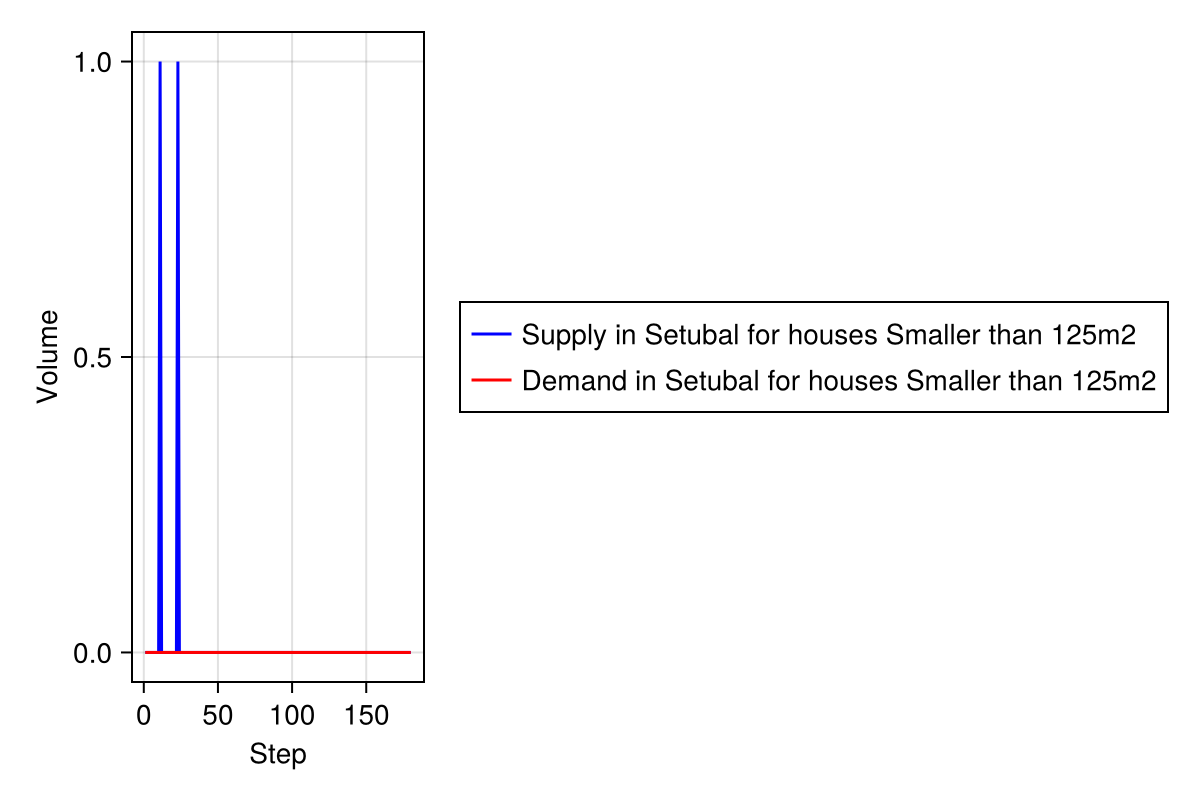 1.0
0.5
0.0
Volume
0 50 100 150
Step
Supply in Setubal for houses Smaller than 125m2
Demand in Setubal for houses Smaller than 125m2